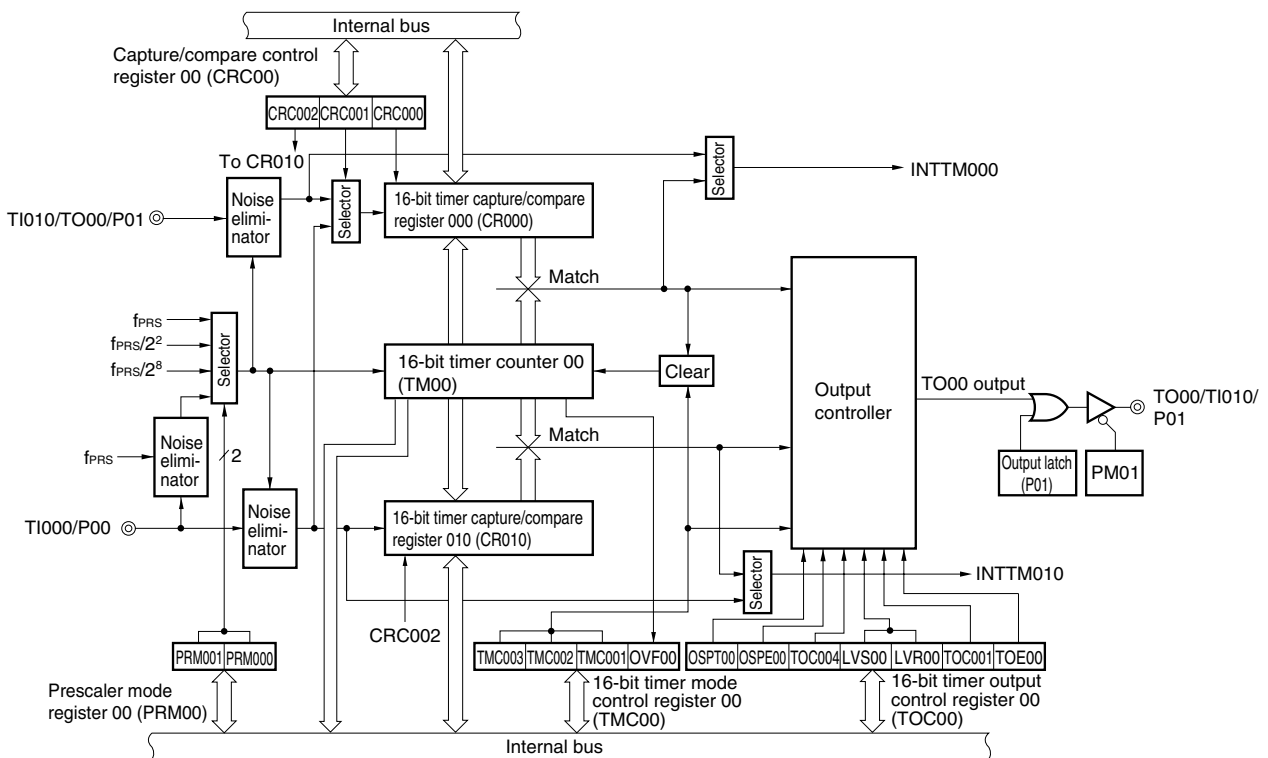 Internal bus
Capture/compare control
register 00 (CRC00)
CRC002 CRC001 CRC000
To CR010
Selector
INTTM000
TI010/TO00/P01
Noise
elimi-
nator
Selector
16-bit timer capture/compare
register 000 (CR000)
Match
fPRS
fPRS/2²
fPRS/2⁸
Selector
16-bit timer counter 00
(TM00)
Clear
Output
controller
TO00 output
TO00/TI010/
P01
Match
fPRS
Noise
elimi-
nator
2
Output latch
(P01)
PM01
TI000/P00
Noise
elimi-
nator
16-bit timer capture/compare
register 010 (CR010)
Selector
INTTM010
CRC002
PRM001 PRM000
TMC003 TMC002 TMC001 OVF00
OSPT00 OSPE00 TOC004 LVS00 LVR00 TOC001 TOE00
Prescaler mode
register 00 (PRM00)
16-bit timer mode
control register 00
(TMC00)
16-bit timer output
control register 00
(TOC00)
Internal bus